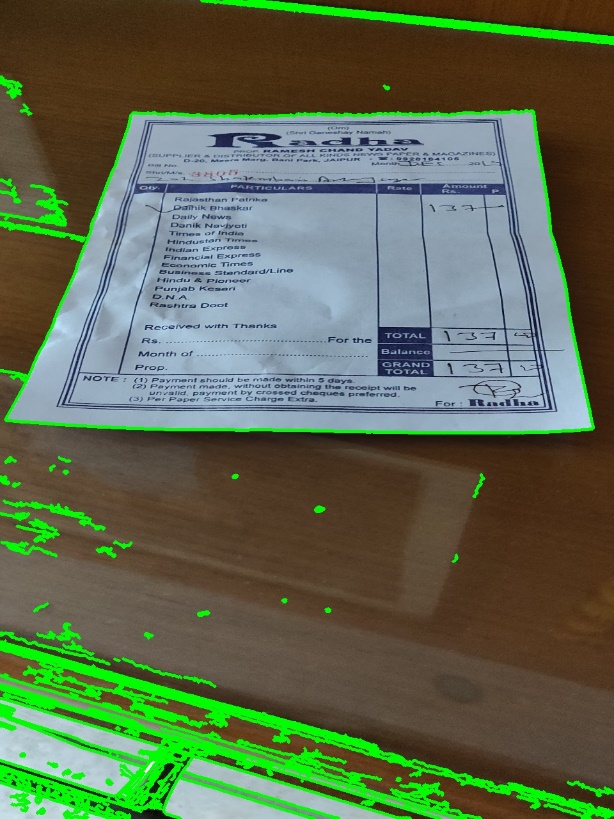 (Om)
(Shri Ganeshay Namah)
Radha
PROP. RAMESH CHAND YADAV
(SUPPLIER & DISTRIBUTOR OF ALL KINDS NEWS PAPER & MAGAZINES)
D-20, Meera Marg, Bani Park, JAIPUR
Bill No.
Month
Shri/M/s.
Qty. PARTICULARS Rate Amount Rs. P.
Rajasthan Patrika
Dainik Bhaskar 137
Daily News
Danik Navjyoti
Times of India
Hindustan Times
Indian Express
Financial Express
Economic Times
Business Standard/Line
Hindu & Pioneer
Punjab Kesari
D.N.A
Rashtra Doot
Received with Thanks
Rs. For the TOTAL 137
Month of Balance
Prop. GRAND TOTAL 137
NOTE : (1) Payment should be made within 5 days.
(2) Payment made, without obtaining the receipt will be
unvalid, payment by crossed cheques preferred.
(3) Per Paper Service Charge Extra.
For : Radha